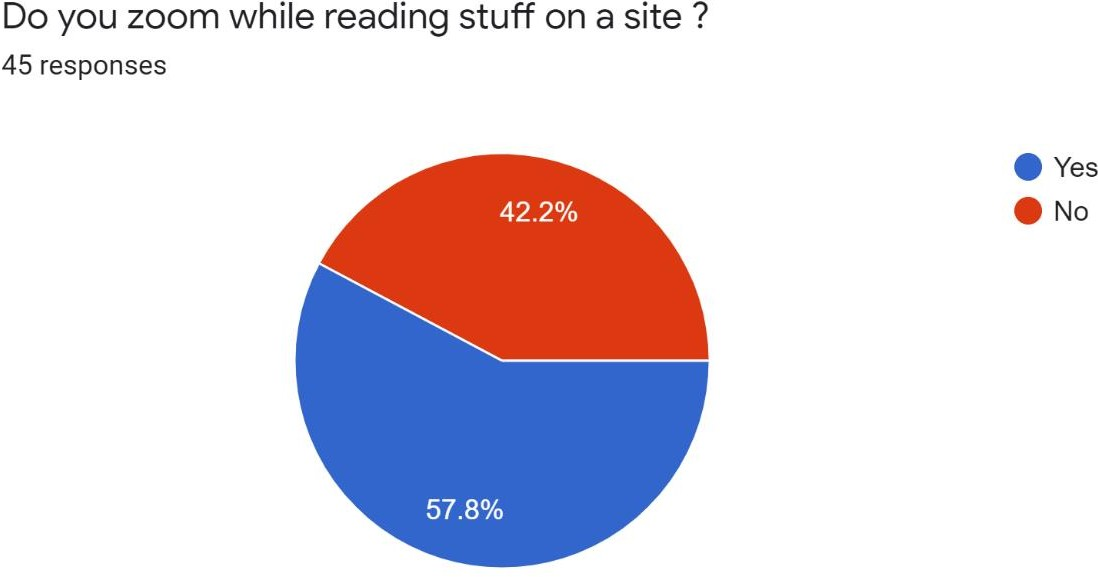 Do you zoom while reading stuff on a site ?
45 responses
Yes
No
42.2%
57.8%